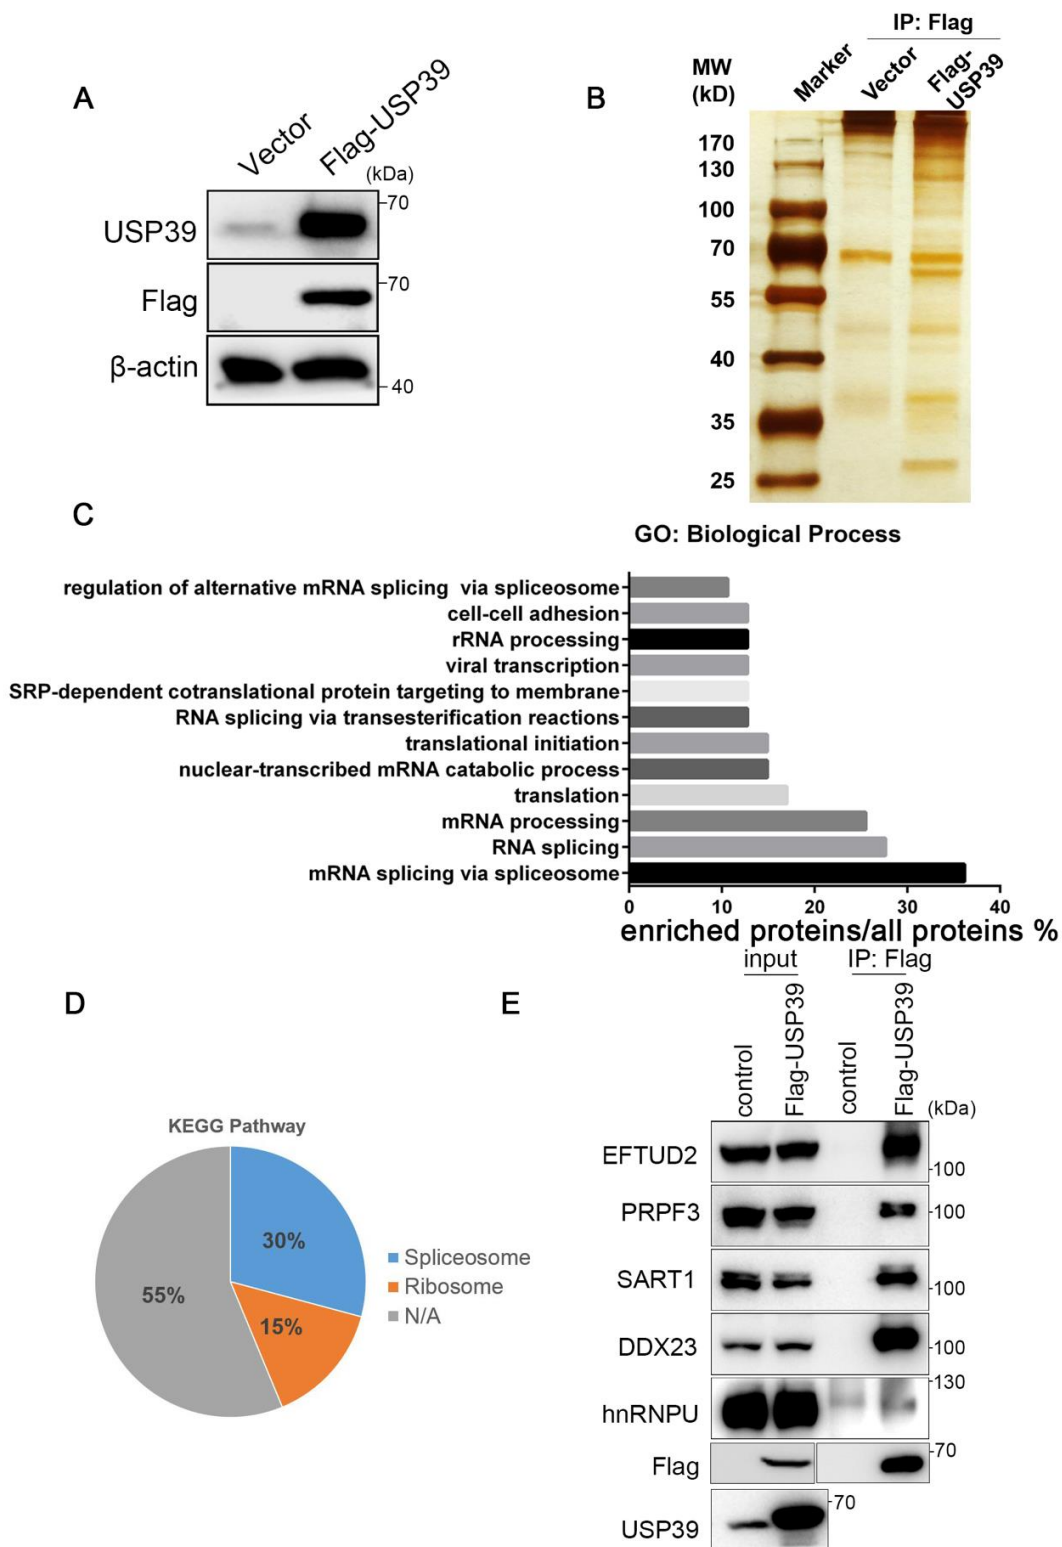 A
Vector
Flag-USP39
(kDa)
USP39
-70
Flag
-70
β-actin
-40
B
IP: Flag
MW
(kD)
Marker
Vector
Flag-
USP39
170
130
100
70
55
40
35
25
C
GO: Biological Process
regulation of alternative mRNA splicing via spliceosome
cell-cell adhesion
rRNA processing
viral transcription
SRP-dependent cotranslational protein targeting to membrane
RNA splicing via transesterification reactions
translational initiation
nuclear-transcribed mRNA catabolic process
translation
mRNA processing
RNA splicing
mRNA splicing via spliceosome
0 10 20 30 40
enriched proteins/all proteins %
D
KEGG Pathway
30%
55%
15%
Spliceosome
Ribosome
N/A
E
input
IP: Flag
control
Flag-USP39
control
Flag-USP39
(kDa)
EFTUD2
-100
PRPF3
-100
SART1
-100
DDX23
-100
hnRNPU
-130
Flag
-70
USP39
-70